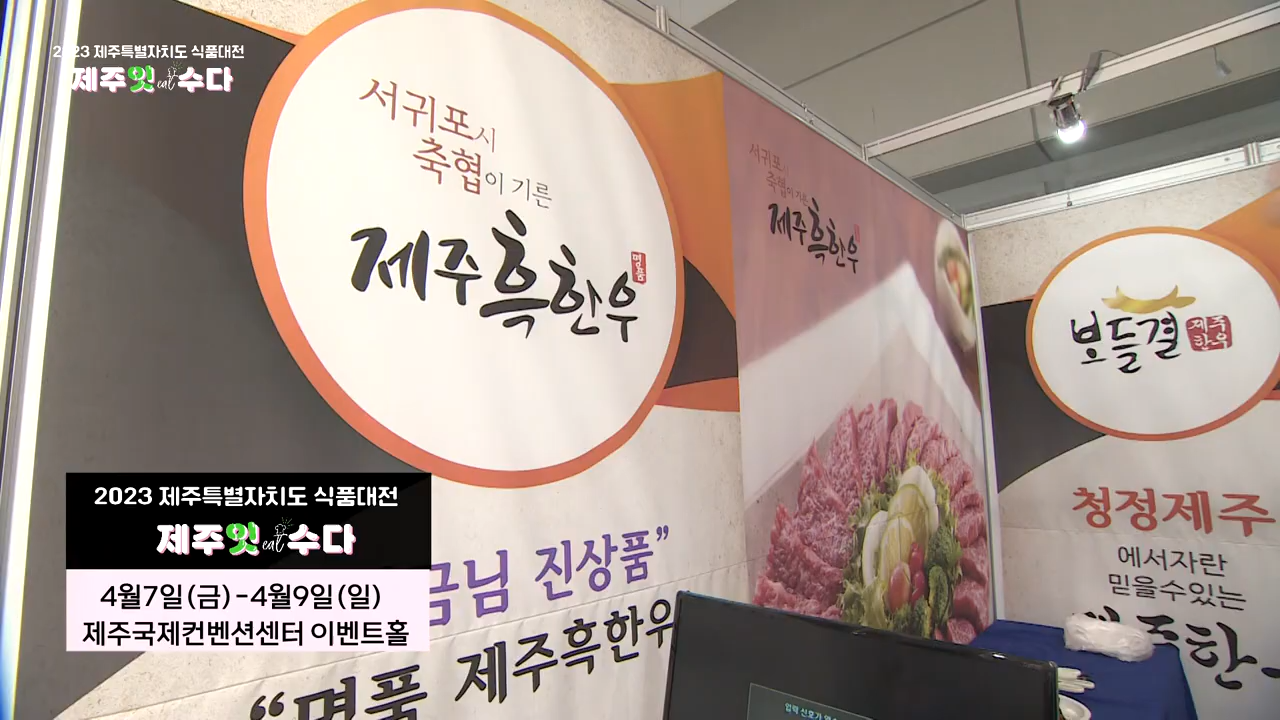 2023 제주특별자치도 식품대전
제주잇eat수다
서귀포시
축협이 기른
제주흑한우
명품
금님 진상품”
“명품 제주흑한우
서귀포시
축협이 기른
제주흑한우
보들결
제주
한우
청정제주
에서자란
믿을수있는
2023 제주특별자치도 식품대전
제주잇eat수다
4월7일(금)-4월9일(일)
제주국제컨벤션센터 이벤트홀
입력 신호가